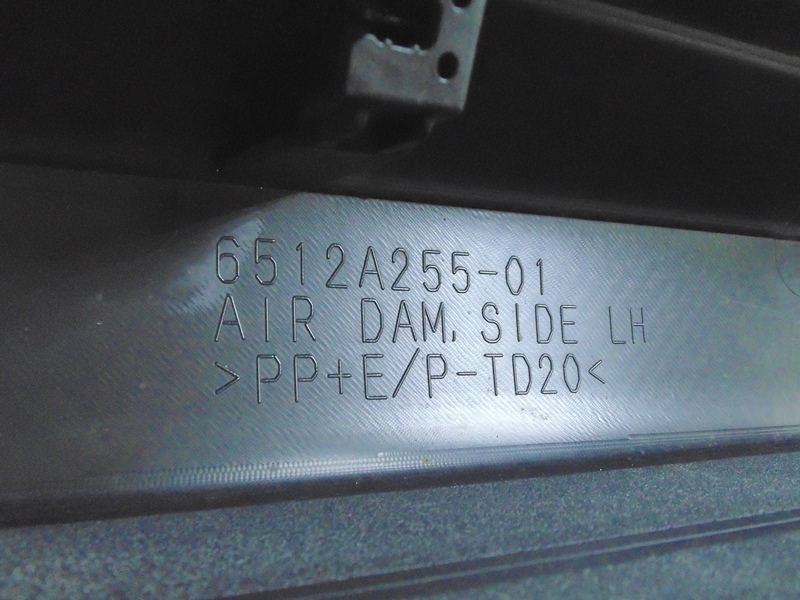 6512A255-01
AIR DAM, SIDE LH
>PP+E/P-TD20<